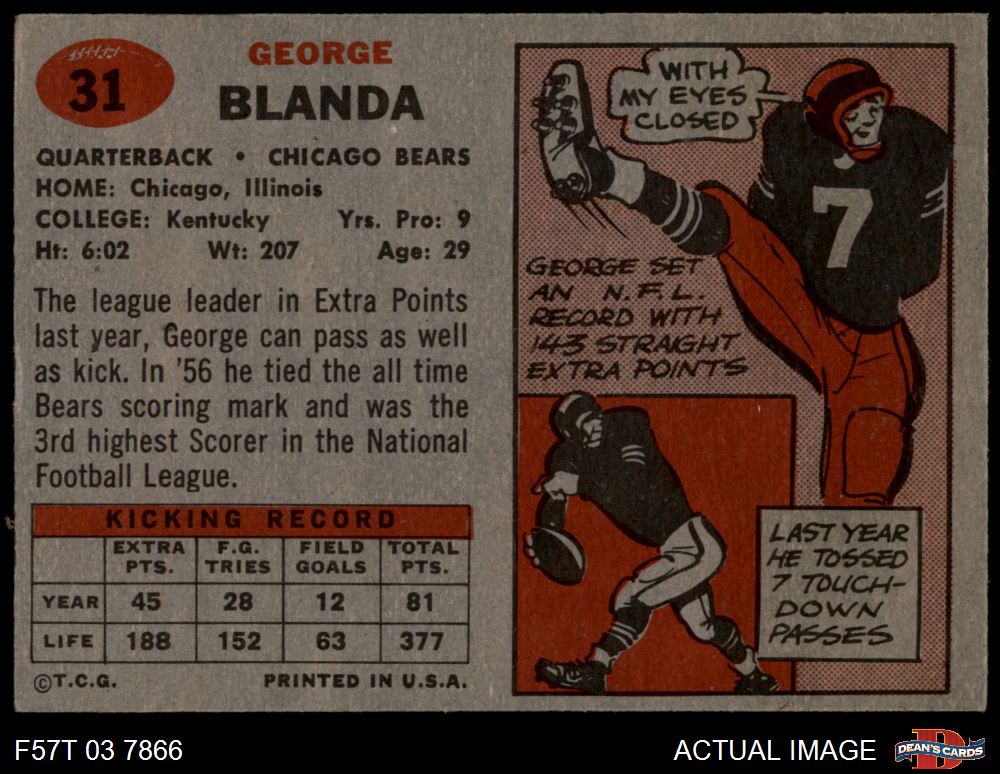 31
GEORGE
BLANDA
QUARTERBACK • CHICAGO BEARS
HOME: Chicago, Illinois
COLLEGE: Kentucky Yrs. Pro: 9
Ht: 6:02 Wt: 207 Age: 29
The league leader in Extra Points
last year, George can pass as well
as kick. In '56 he tied the all time
Bears scoring mark and was the
3rd highest Scorer in the National
Football League.
KICKING RECORD
EXTRA PTS. F.G. TRIES FIELD GOALS TOTAL PTS.
YEAR 45 28 12 81
LIFE 188 152 63 377
©T.C.G. PRINTED IN U.S.A.
WITH
MY EYES
CLOSED
7
GEORGE SET
AN N.F.L.
RECORD WITH
143 STRAIGHT
EXTRA POINTS
LAST YEAR
HE TOSSED
7 TOUCH-
DOWN
PASSES
F57T 03 7866
ACTUAL IMAGE
D
DEAN'S CARDS